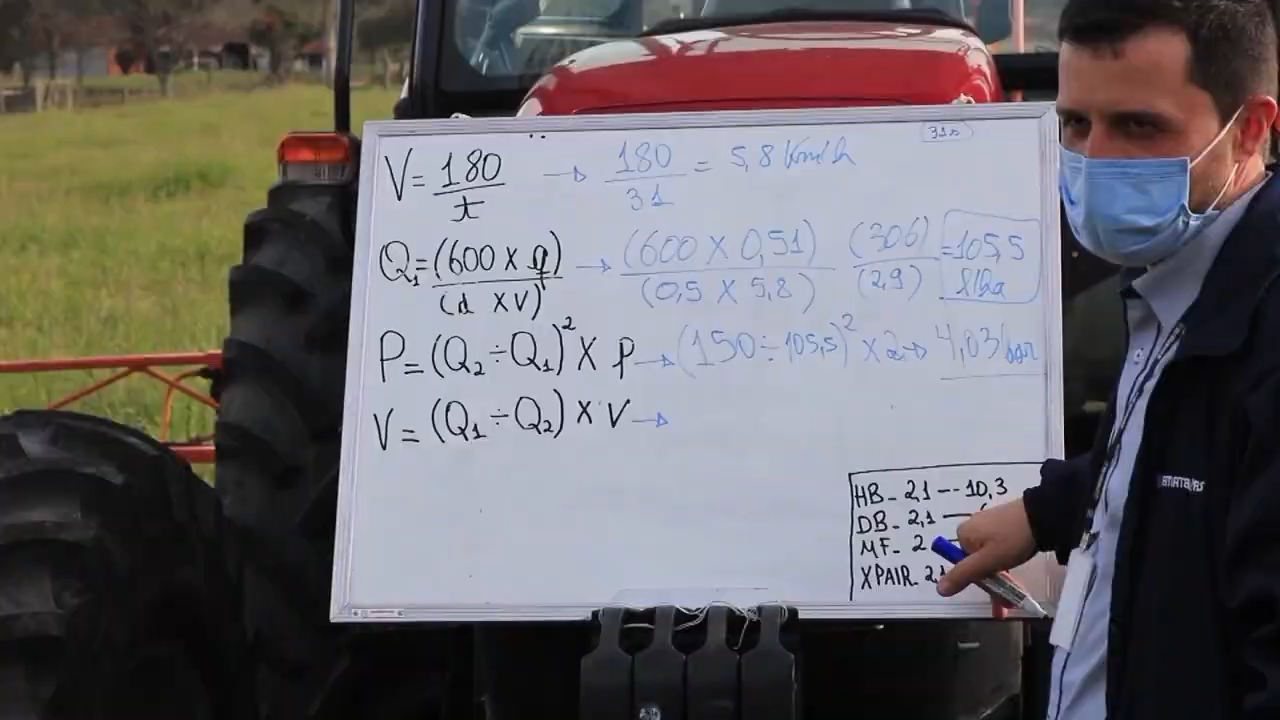 31s
V = 180 / t → 180 / 31 = 5,8 Km/h
Q1 = (600 x q) / (d x V) → (600 x 0,51) / (0,5 x 5,8) (306) / (2,9) = 105,5 l/ha
P = (Q2 ÷ Q1)² x p → (150 ÷ 105,5)² x 2 → 4,03 bar
V = (Q1 ÷ Q2) x V →
HB - 2,1 -- 10,3
DB - 2,1 —
MF - 2
XPAIR - 2,1